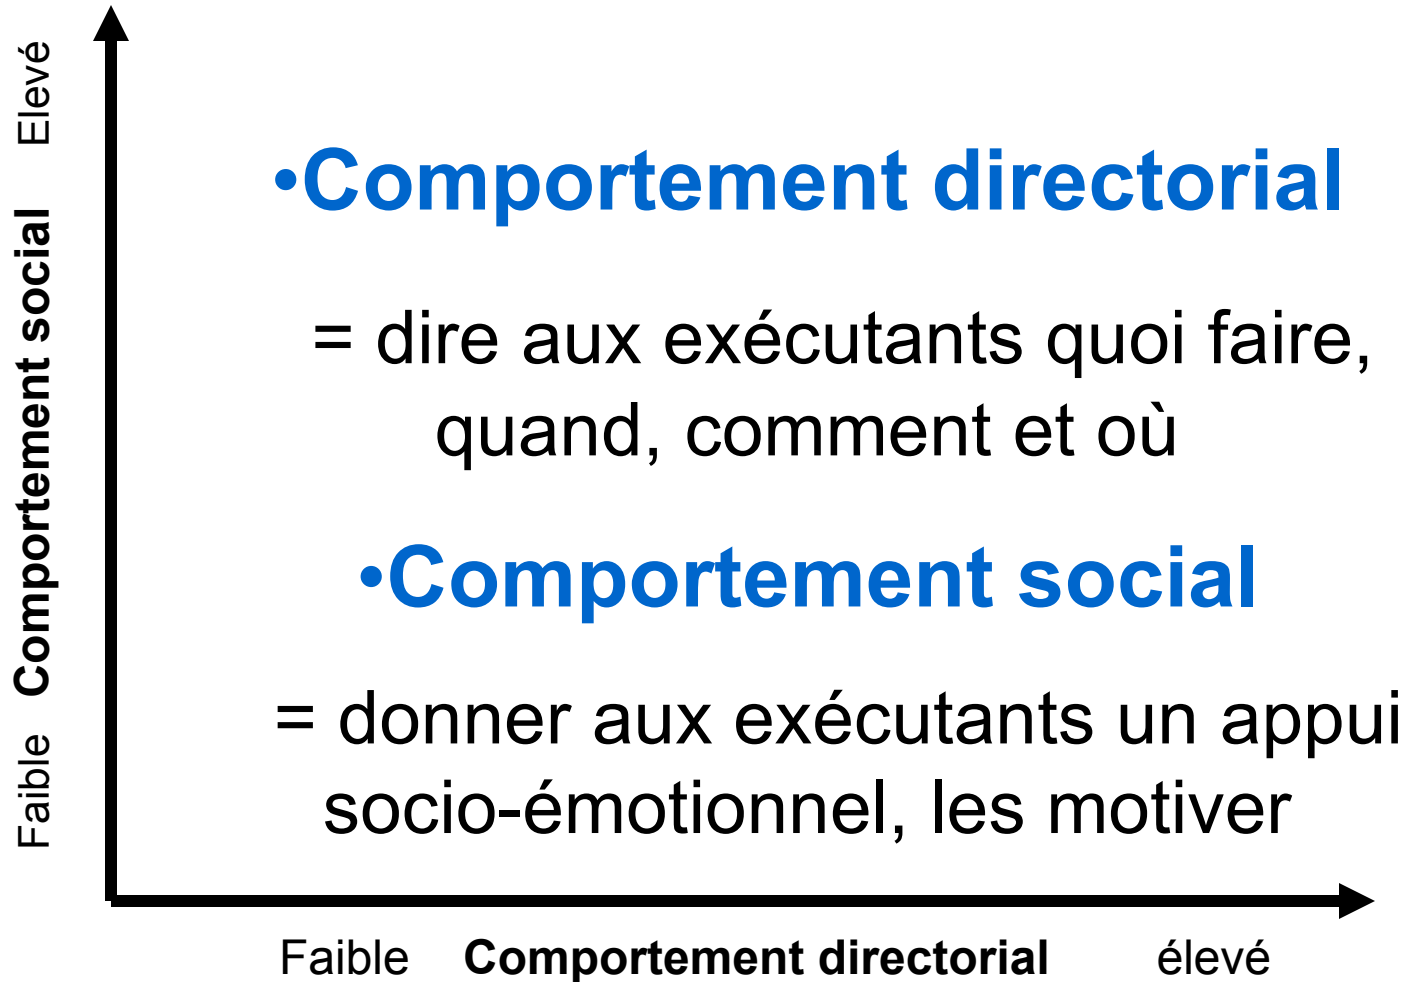 Elevé
Comportement social
Faible
•Comportement directorial
= dire aux exécutants quoi faire,
quand, comment et où
•Comportement social
= donner aux exécutants un appui
socio-émotionnel, les motiver
Faible Comportement directorial élevé